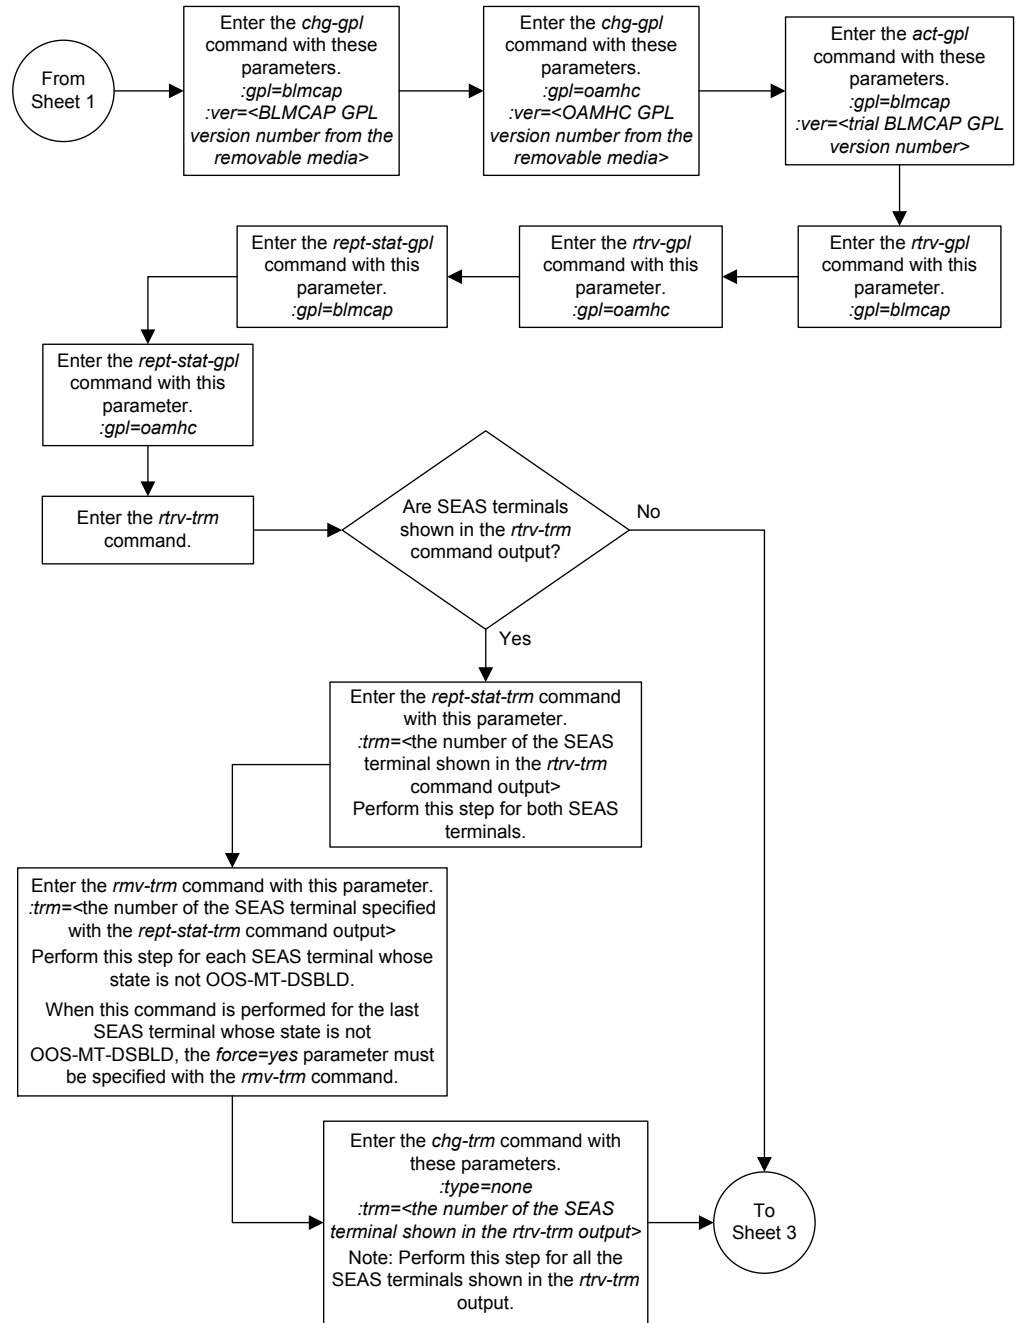 From
Sheet 1
Enter the chg-gpl
command with these
parameters.
:gpl=blmcap
:ver=<BLMCAP GPL
version number from the
removable media>
Enter the chg-gpl
command with these
parameters.
:gpl=oamhc
:ver=<OAMHC GPL
version number from the
removable media>
Enter the act-gpl
command with these
parameters.
:gpl=blmcap
:ver=<trial BLMCAP GPL
version number>
Enter the rtrv-gpl
command with this
parameter.
:gpl=blmcap
Enter the rtrv-gpl
command with this
parameter.
:gpl=oamhc
Enter the rept-stat-gpl
command with this
parameter.
:gpl=blmcap
Enter the rept-stat-gpl
command with this
parameter.
:gpl=oamhc
Enter the rtrv-trm
command.
Are SEAS terminals
shown in the rtrv-trm
command output?
No
Yes
Enter the rept-stat-trm command
with this parameter.
:trm=<the number of the SEAS
terminal shown in the rtrv-trm
command output>
Perform this step for both SEAS
terminals.
Enter the rmv-trm command with this parameter.
:trm=<the number of the SEAS terminal specified
with the rept-stat-trm command output>
Perform this step for each SEAS terminal whose
state is not OOS-MT-DSBLD.
When this command is performed for the last
SEAS terminal whose state is not
OOS-MT-DSBLD, the force=yes parameter must
be specified with the rmv-trm command.
Enter the chg-trm command with
these parameters.
:type=none
:trm=<the number of the SEAS
terminal shown in the rtrv-trm output>
Note: Perform this step for all the
SEAS terminals shown in the rtrv-trm
output.
To
Sheet 3